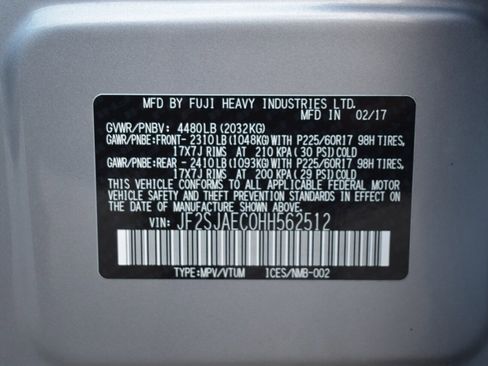 MFD BY FUJI HEAVY INDUSTRIES LTD.
MFD IN 02/17
GVWR/PNBV: 4480LB(2032KG)
GAWR/PNBE:FRONT- 2310LB(1048KG)WITH P225/60R17 98H TIRES,
17X7J RIMS AT 210 KPA(30 PSI)COLD
GAWR/PNBE:REAR - 2410LB(1093KG)WITH P225/60R17 98H TIRES,
17X7J RIMS AT 200 KPA(29 PSI)COLD
THIS VEHICLE CONFORMS TO ALL APPLICABLE FEDERAL MOTOR
VEHICLE SAFETY, BUMPER, AND THEFT PREVENTION
STANDARDS IN EFFECT ON THE DATE OF MANUFACTURE
SHOWN ABOVE.
VIN: JF2SJAEC0HH562512
TYPE:MPV/VTUM ICES/NMB-002